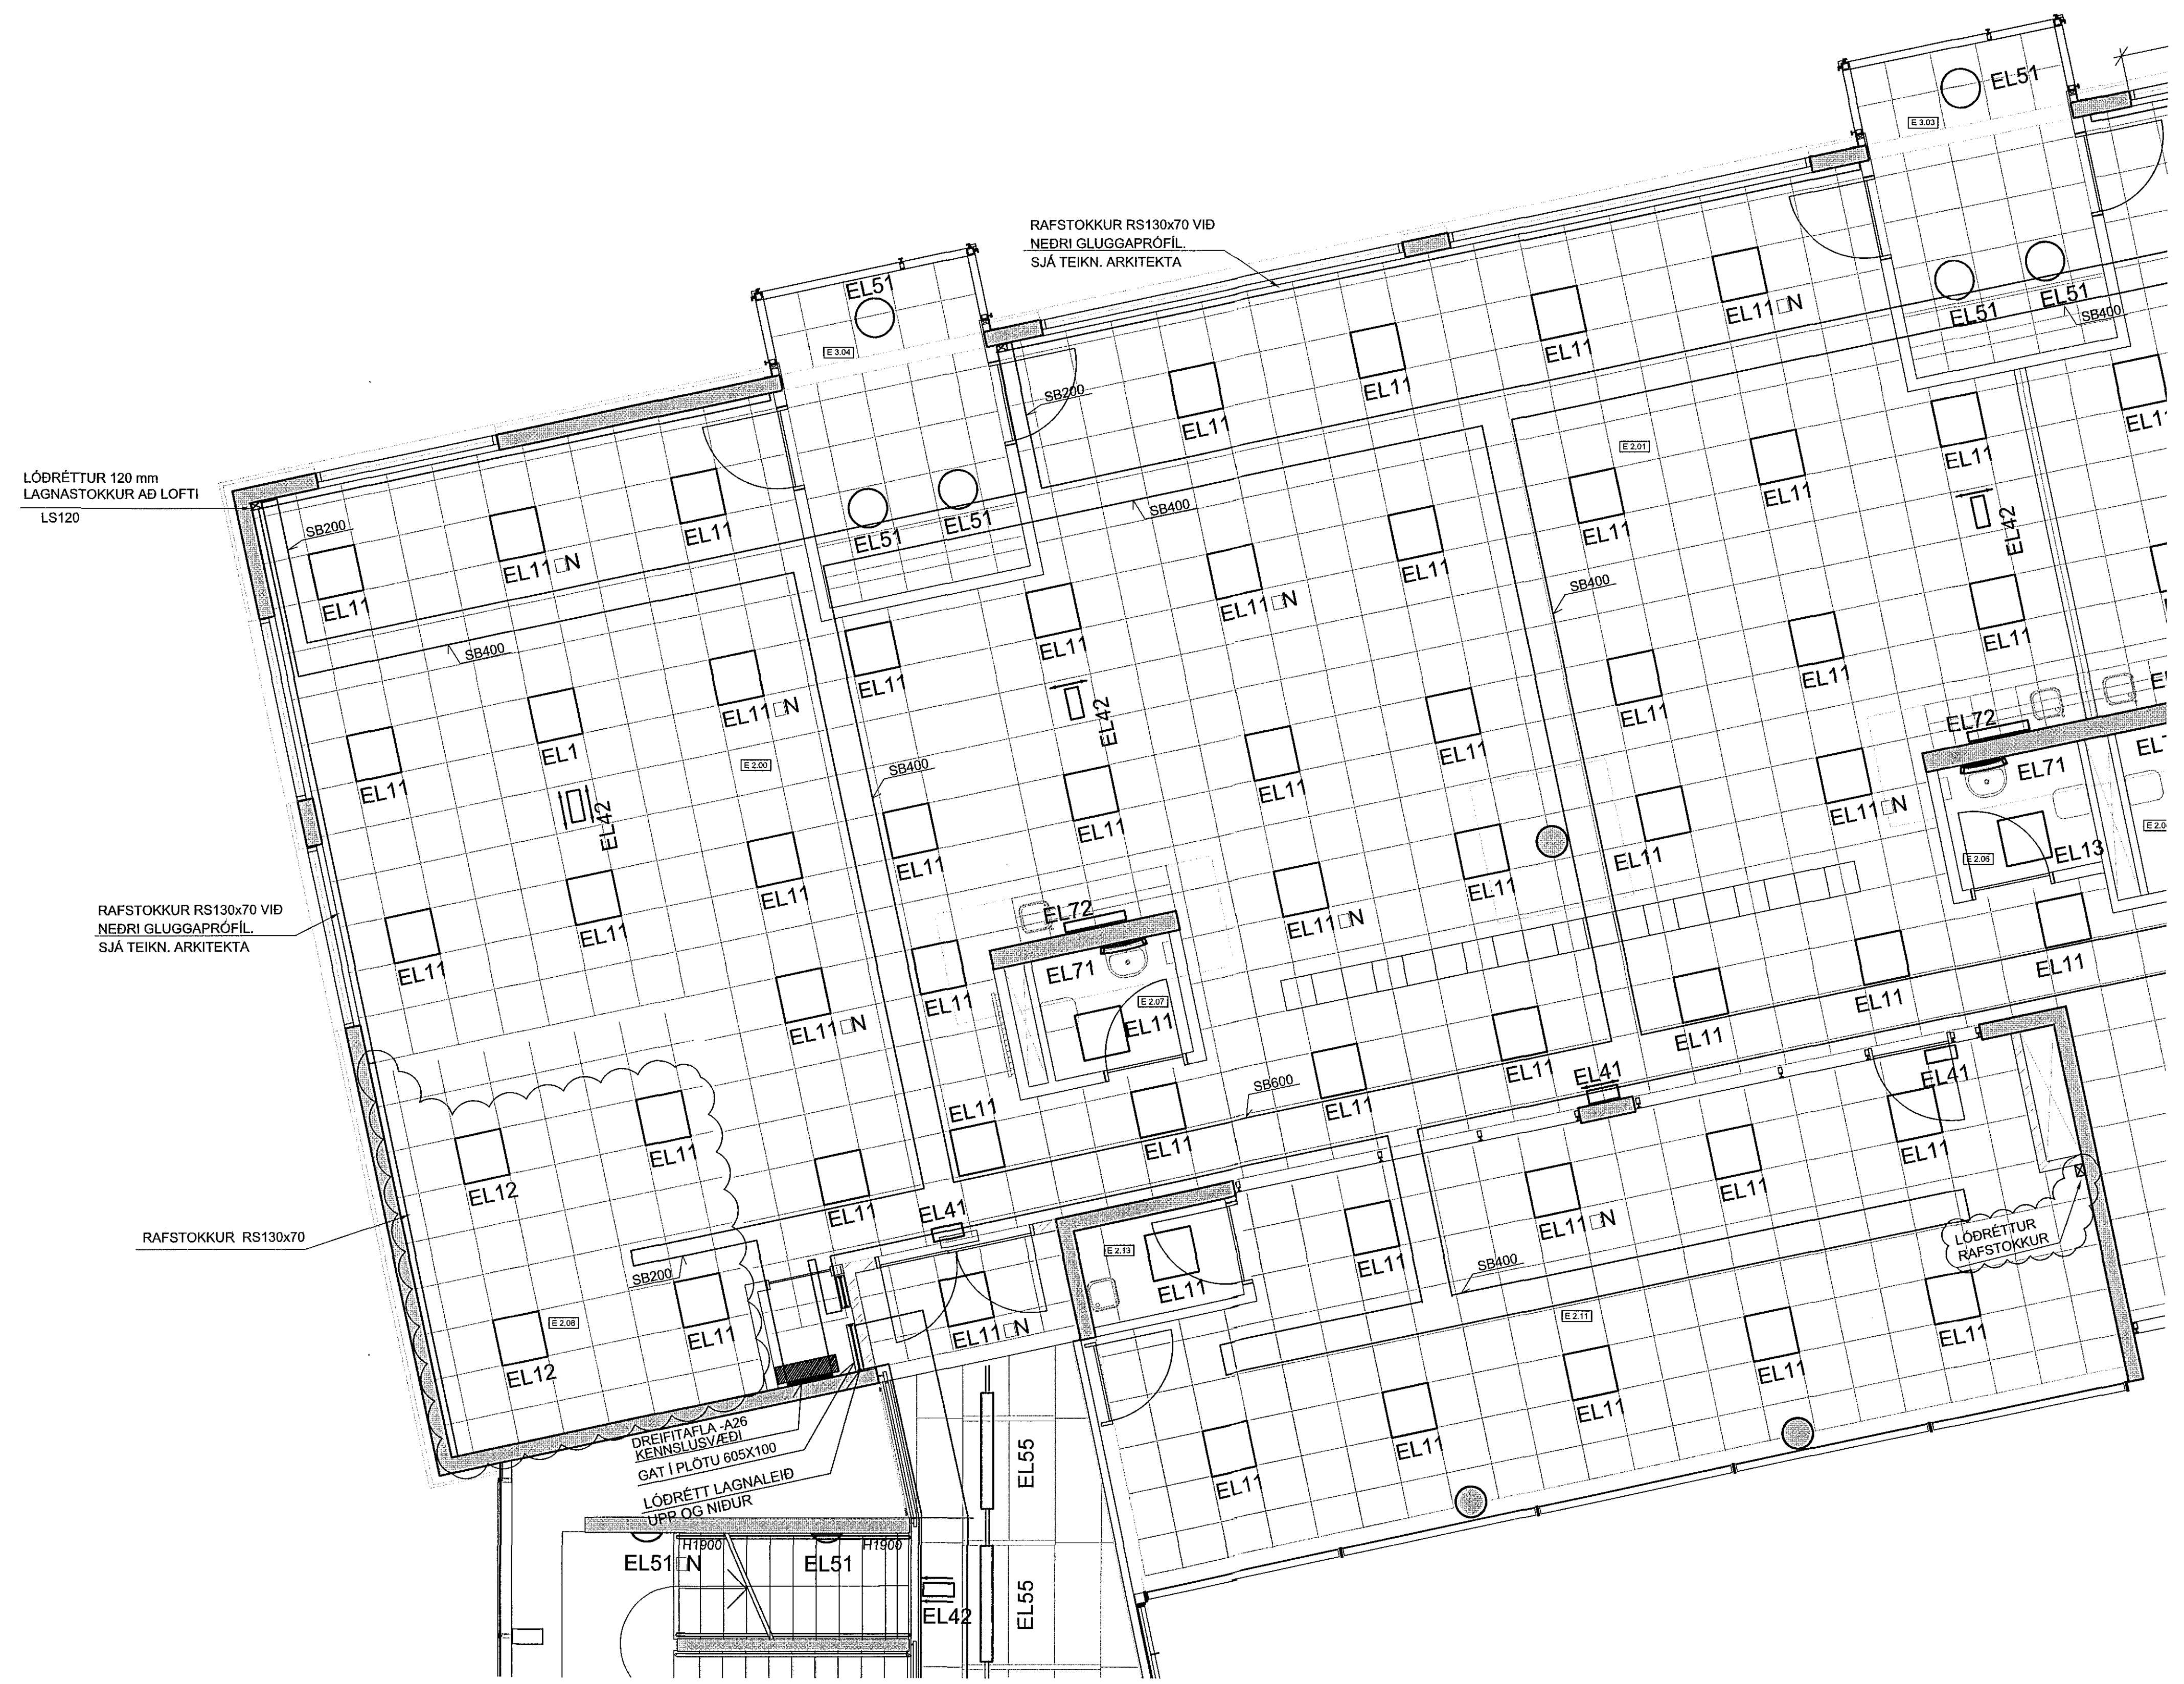 EL51
E 3.03
RAFSTOKKUR RS130x70 VIÐ
NEÐRI GLUGGAPRÓFÍL.
SJÁ TEIKN. ARKITEKTA
EL51
E 3.04
EL11□N
EL11
EL11
EL11
EL51
EL51
SB400
SB200
LÓÐRÉTTUR 120 mm
LAGNASTOKKUR AÐ LOFTI
LS120
SB200
EL11
EL11□N
EL11
EL51
EL51
SB400
E 2.01
EL11
EL11
EL11
EL11
EL42
EL11□N
EL11
SB400
EL11
EL11
SB400
EL11
EL11
EL11
EL1
EL11□N
E 2.00
EL42
EL42
EL11
EL11
EL11
EL72
EL71
SB400
EL11
EL11
EL11
EL11
EL11□N
EL13
E 2.06
RAFSTOKKUR RS130x70 VIÐ
NEÐRI GLUGGAPRÓFÍL.
SJÁ TEIKN. ARKITEKTA
EL11
EL11
EL11
EL72
EL71
E 2.07
EL11
EL11
EL11□N
EL11
EL11□N
EL11
EL11
EL11
EL11
EL11
EL11
EL11
SB600
EL41
EL41
EL12
EL11
EL11
EL41
EL11□N
EL11
EL11
LÓÐRÉTTUR
RAFSTOKKUR
RAFSTOKKUR RS130x70
SB200
E 2.13
EL11
EL11
SB400
E 2.11
EL12
E 2.08
EL11
EL11□N
EL11
EL11
EL11
EL11
EL11
DREIFITAFLA -A26
KENNSLUSVÆÐI
GAT Í PLÖTU 605X100
LÓÐRÉTT LAGNALEIÐ
UPP OG NIÐUR
EL55
H1900
H1900
EL51□N
EL51
EL42
EL55